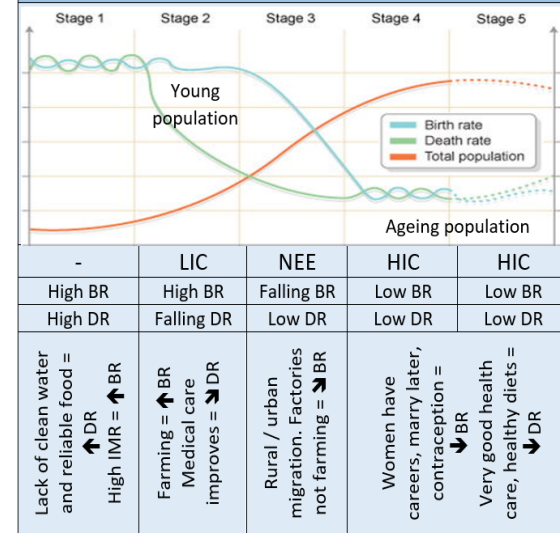 Stage 1 Stage 2 Stage 3 Stage 4 Stage 5
Young
population
Birth rate
Death rate
Total population
Ageing population
- LIC NEE HIC HIC
High BR High BR Falling BR Low BR Low BR
High DR Falling DR Low DR Low DR Low DR
Lack of clean water
and reliable food =
🡹 DR
High IMR = 🡹 BR
Farming = 🡹 BR
Medical care
improves = 🡾 DR
Rural / urban
migration. Factories
not farming = 🡾 BR
Women have
careers, marry later,
contraception =
🡻 BR
Very good health
care, healthy diets =
🡻 DR